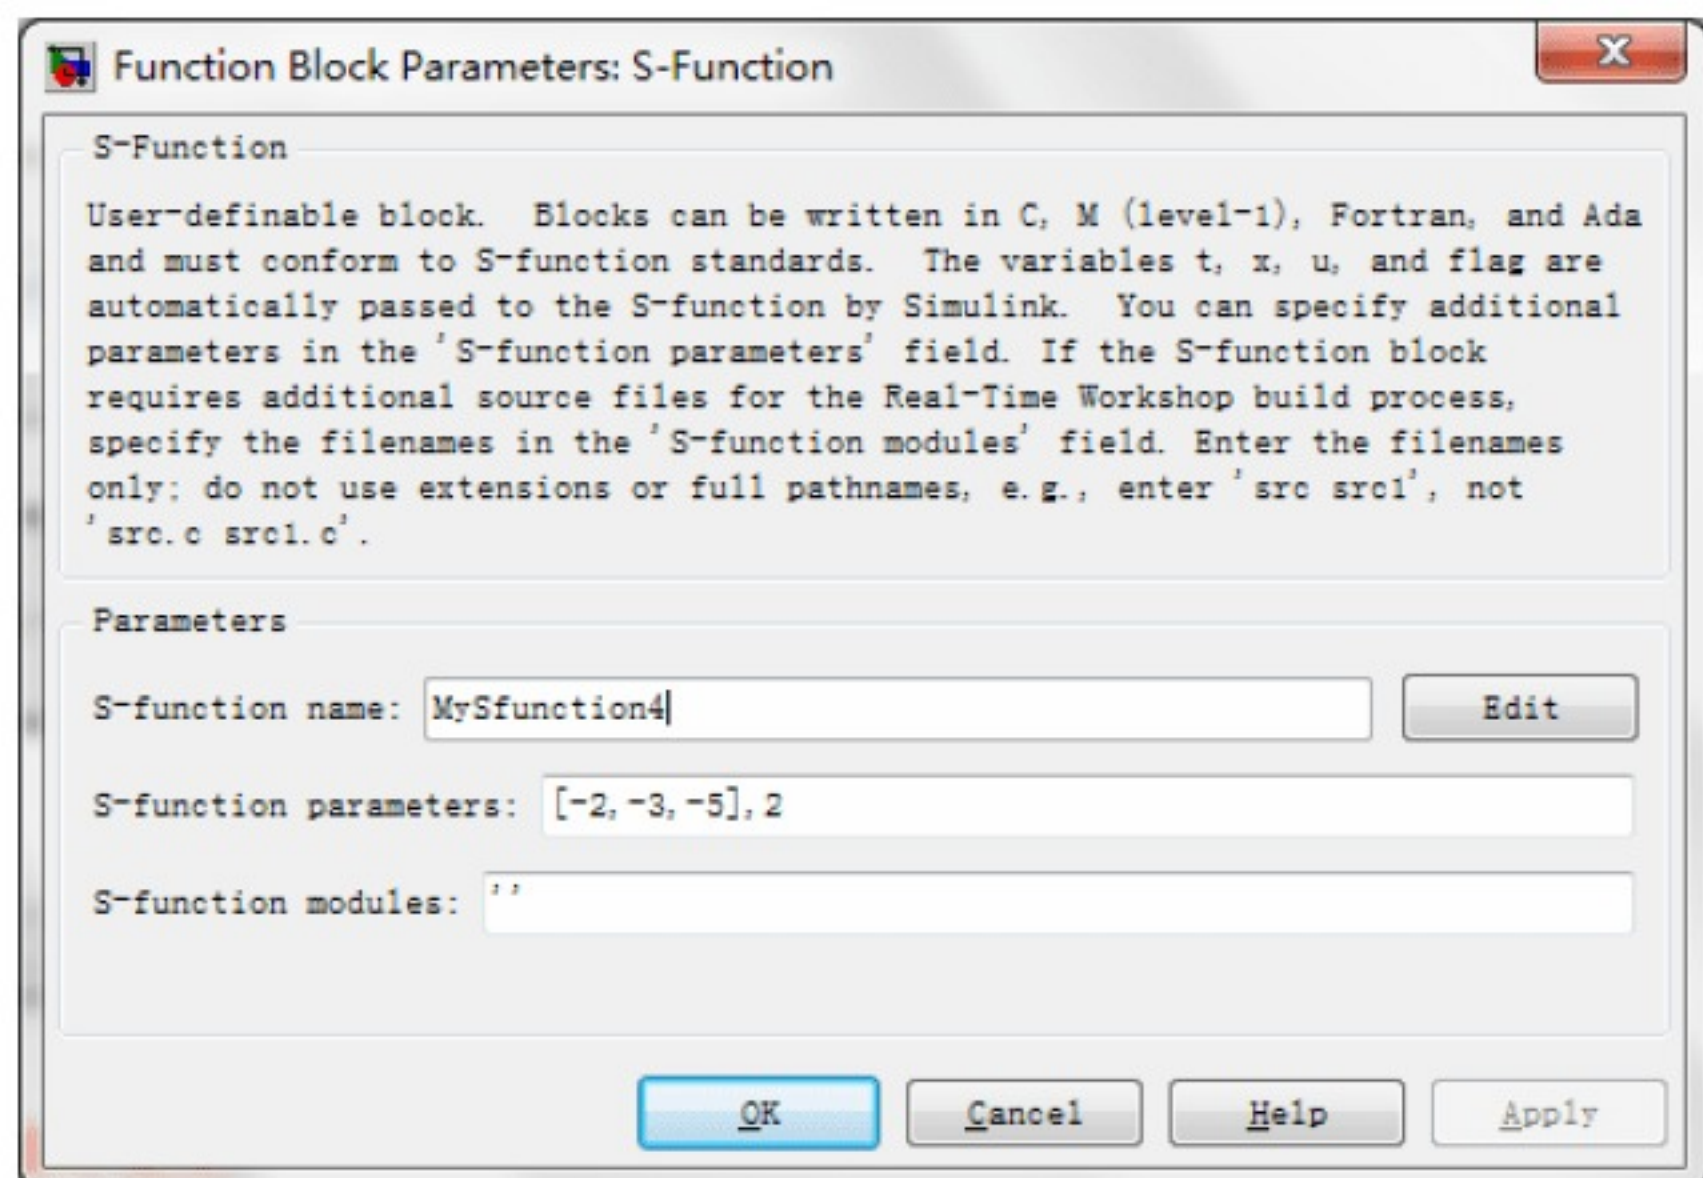 Function Block Parameters: S-Function
S-Function
User-definable block.  Blocks can be written in C, M (level-1), Fortran, and Ada
and must conform to S-function standards.  The variables t, x, u, and flag are
automatically passed to the S-function by Simulink.  You can specify additional
parameters in the 'S-function parameters' field. If the S-function block
requires additional source files for the Real-Time Workshop build process,
specify the filenames in the 'S-function modules' field. Enter the filenames
only; do not use extensions or full pathnames, e.g., enter 'src src1', not
'src.c src1.c'.
Parameters
S-function name: MySfunction4 Edit
S-function parameters: [-2,-3,-5],2
S-function modules: ''
OK Cancel Help Apply